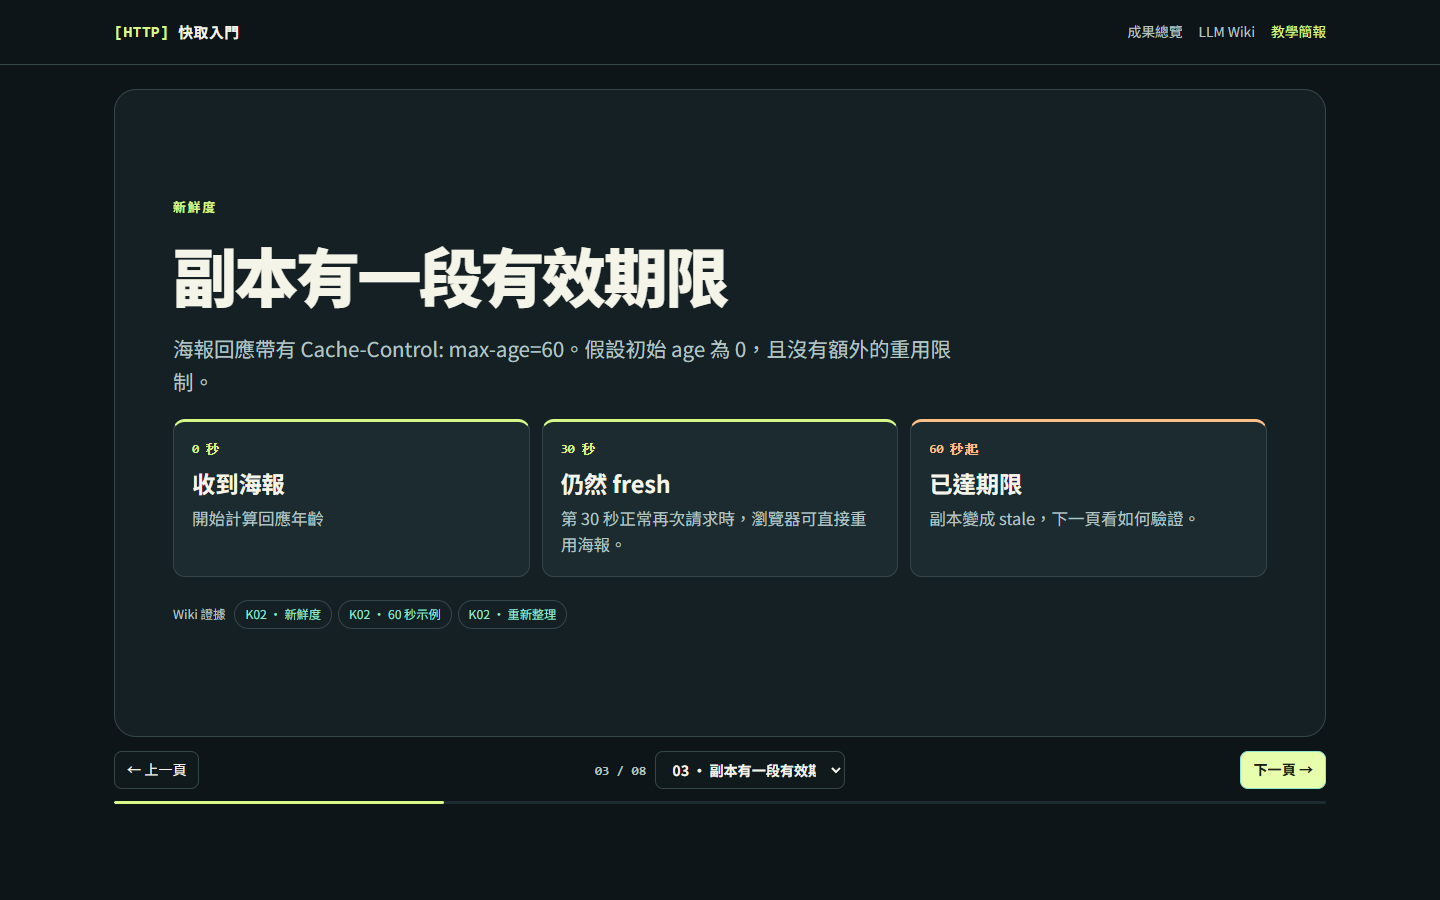 [HTTP] 快取入門
成果總覽 LLM Wiki 教學簡報
新鮮度
副本有一段有效期限
海報回應帶有 Cache-Control: max-age=60。假設初始 age 為 0，且沒有額外的重用限
制。
0 秒
收到海報
開始計算回應年齡
30 秒
仍然 fresh
第 30 秒正常再次請求時，瀏覽器可直接重
用海報。
60 秒起
已達期限
副本變成 stale，下一頁看如何驗證。
Wiki 證據 K02・新鮮度 K02・60 秒示例 K02・重新整理
← 上一頁
03 / 08 03・副本有一段有效
下一頁 →